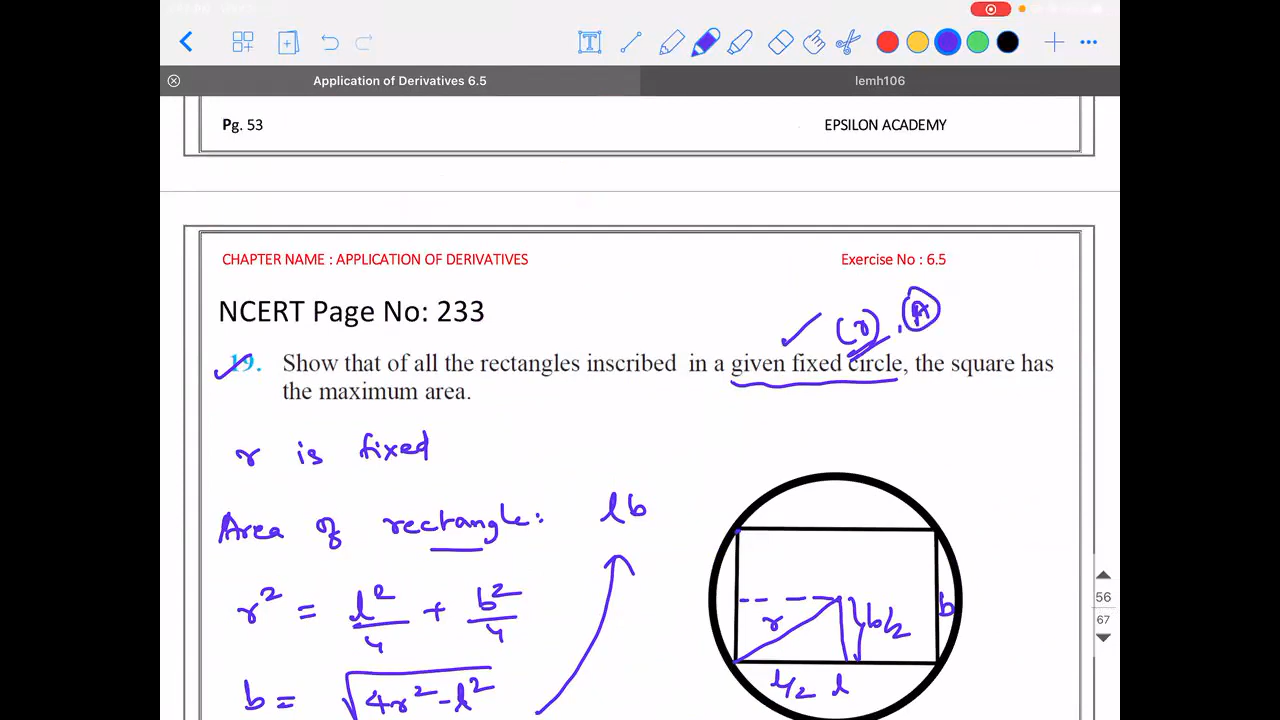 Application of Derivatives 6.5
lemh106
Pg. 53
EPSILON ACADEMY
CHAPTER NAME : APPLICATION OF DERIVATIVES
Exercise No : 6.5
NCERT Page No: 233
(r), A
19. Show that of all the rectangles inscribed in a given fixed circle, the square has
the maximum area.
r is fixed
Area of rectangle: lb
r² = l²/4 + b²/4
b = √4r² - l²
r
b/2
b
l/2
l
56
67